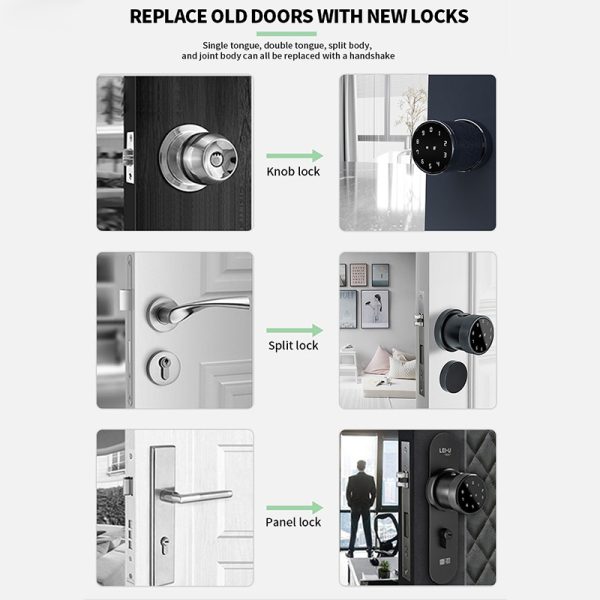 REPLACE OLD DOORS WITH NEW LOCKS
Single tongue, double tongue, split body,
and joint body can all be replaced with a handshake
Knob lock
Split lock
LEI-U
Panel lock